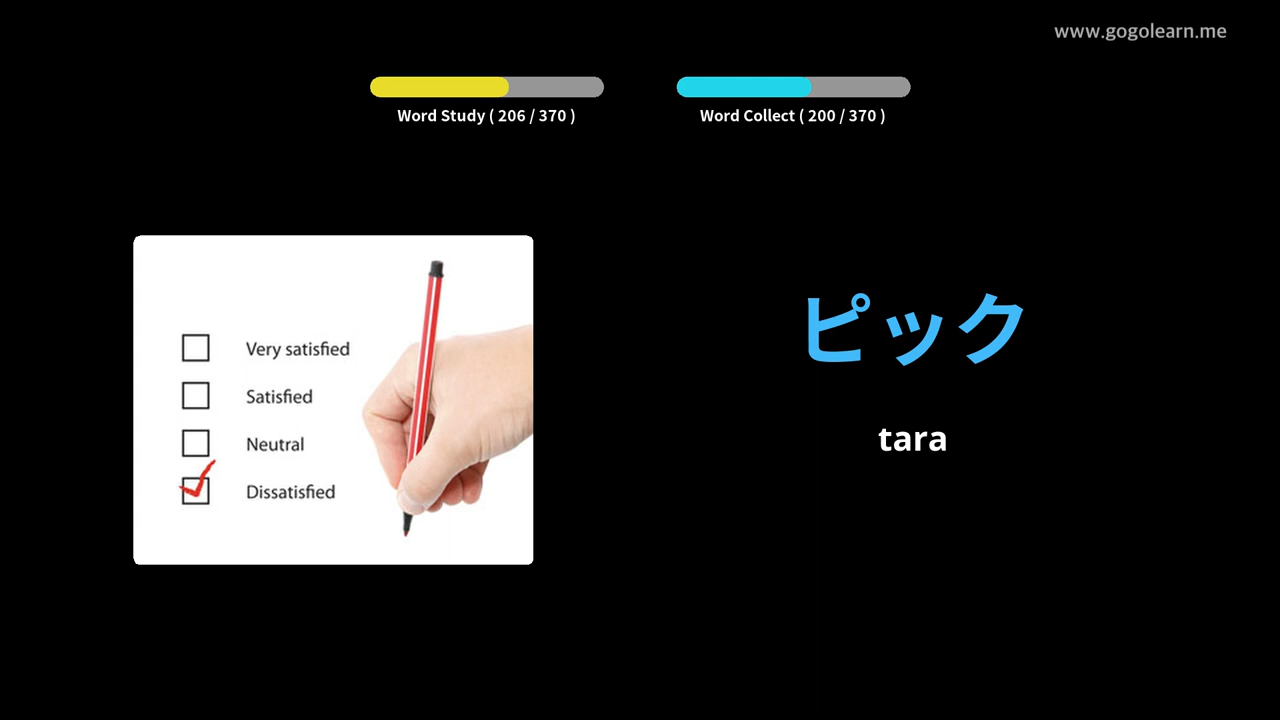 www.gogolearn.me
Word Study ( 206 / 370 )
Word Collect ( 200 / 370 )
Very satisfied
Satisfied
Neutral
Dissatisfied
ピック
tara